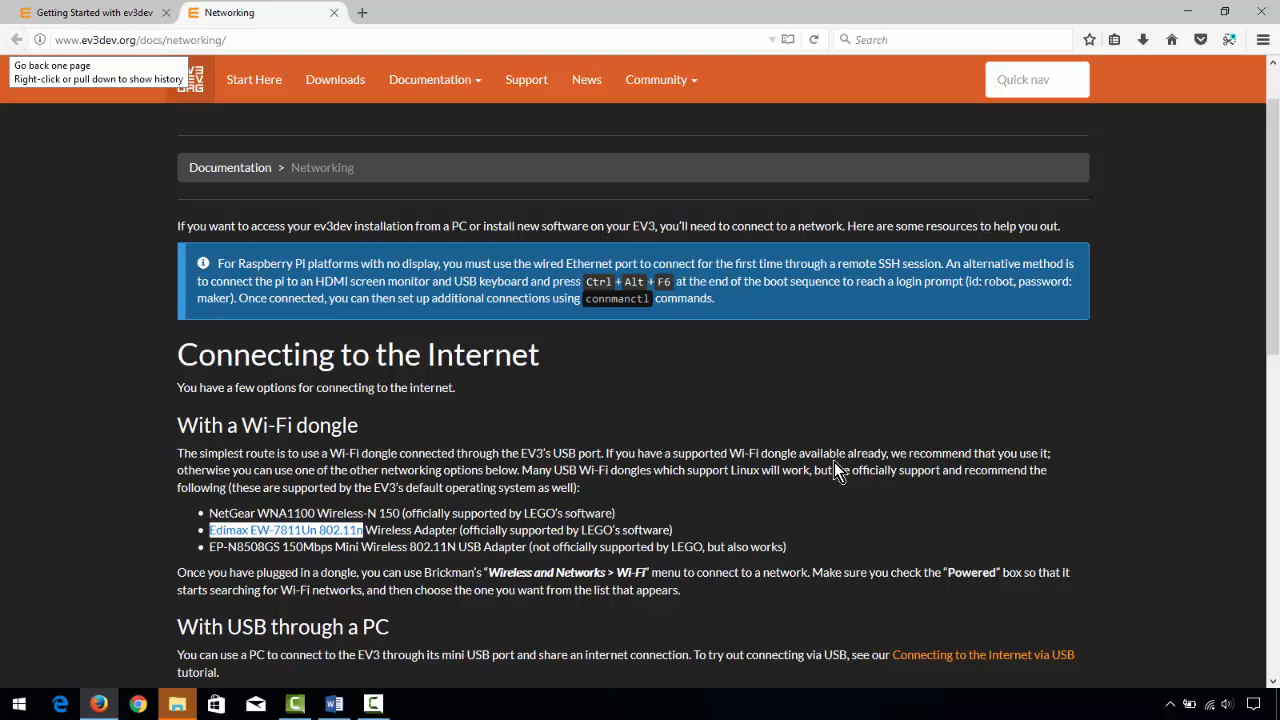 Getting Started with ev3dev
Networking
www.ev3dev.org/docs/networking/
Search
Go back one page
Right-click or pull down to show history
Start Here
Downloads
Documentation
Support
News
Community
Quick nav
Documentation > Networking
If you want to access your ev3dev installation from a PC or install new software on your EV3, you'll need to connect to a network. Here are some resources to help you out.
For Raspberry Pi platforms with no display, you must use the wired Ethernet port to connect for the first time through a remote SSH session. An alternative method is
to connect the pi to an HDMI screen monitor and USB keyboard and press Ctrl + Alt + F6 at the end of the boot sequence to reach a login prompt (id: robot, password:
maker). Once connected, you can then set up additional connections using connmanctl commands.
Connecting to the Internet
You have a few options for connecting to the internet.
With a Wi-Fi dongle
The simplest route is to use a Wi-Fi dongle connected through the EV3's USB port. If you have a supported Wi-Fi dongle available already, we recommend that you use it;
otherwise you can use one of the other networking options below. Many USB Wi-Fi dongles which support Linux will work, but officially support and recommend the
following (these are supported by the EV3's default operating system as well):
• NetGear WNA1100 Wireless-N 150 (officially supported by LEGO's software)
• Edimax EW-7811Un 802.11n Wireless Adapter (officially supported by LEGO's software)
• EP-N8508GS 150Mbps Mini Wireless 802.11N USB Adapter (not officially supported by LEGO, but also works)
Once you have plugged in a dongle, you can use Brickman's "Wireless and Networks > Wi-Fi" menu to connect to a network. Make sure you check the "Powered" box so that it
starts searching for Wi-Fi networks, and then choose the one you want from the list that appears.
With USB through a PC
You can use a PC to connect to the EV3 through its mini USB port and share an internet connection. To try out connecting via USB, see our Connecting to the Internet via USB
tutorial.